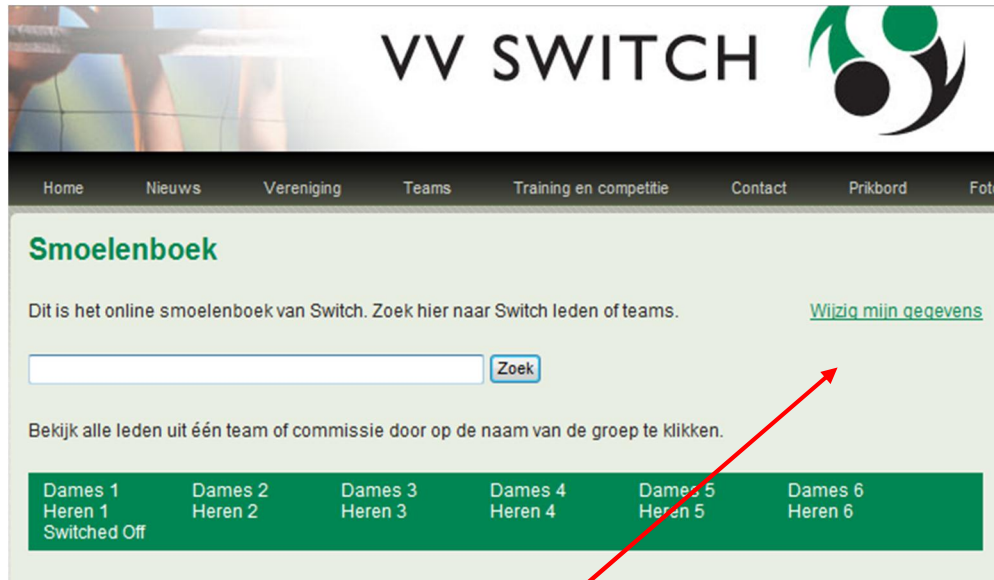 VV SWITCH
Home Nieuws Vereniging Teams Training en competitie Contact Prikbord Fot
Smoelenboek
Dit is het online smoelenboek van Switch. Zoek hier naar Switch leden of teams. Wijzig mijn gegevens
Zoek
Bekijk alle leden uit één team of commissie door op de naam van de groep te klikken.
Dames 1 Dames 2 Dames 3 Dames 4 Dames 5 Dames 6
Heren 1 Heren 2 Heren 3 Heren 4 Heren 5 Heren 6
Switched Off